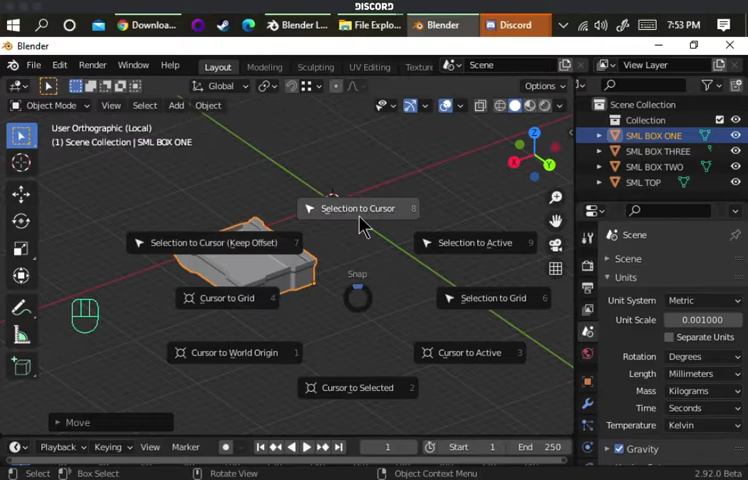 DISCORD
Downloa...
Blender L...
File Explo...
Blender
Discord
7:53 PM
Blender
File Edit Render Window Help
Layout Modeling Sculpting UV Editing Textur
Scene
View Layer
Global
Options
Object Mode View Select Add Object
User Orthographic (Local)
(1) Scene Collection | SML BOX ONE
Scene Collection
Collection
SML BOX ONE
SML BOX THREE
SML BOX TWO
SML TOP
Selection to Cursor 8
Selection to Cursor (Keep Offset) 7
Selection to Active 9
Snap
Cursor to Grid 4
Selection to Grid 6
Cursor to World Origin 1
Cursor to Active 3
Cursor to Selected 2
Z
X
Y
Move
Scene
Scene
Units
Unit System Metric
Unit Scale 0.001000
Separate Units
Rotation Degrees
Length Millimeters
Mass Kilograms
Time Seconds
Temperature Kelvin
Gravity
Playback Keying View Marker
1
Start 1
End 250
Select Box Select Rotate View Object Context Menu 2.92.0 Beta